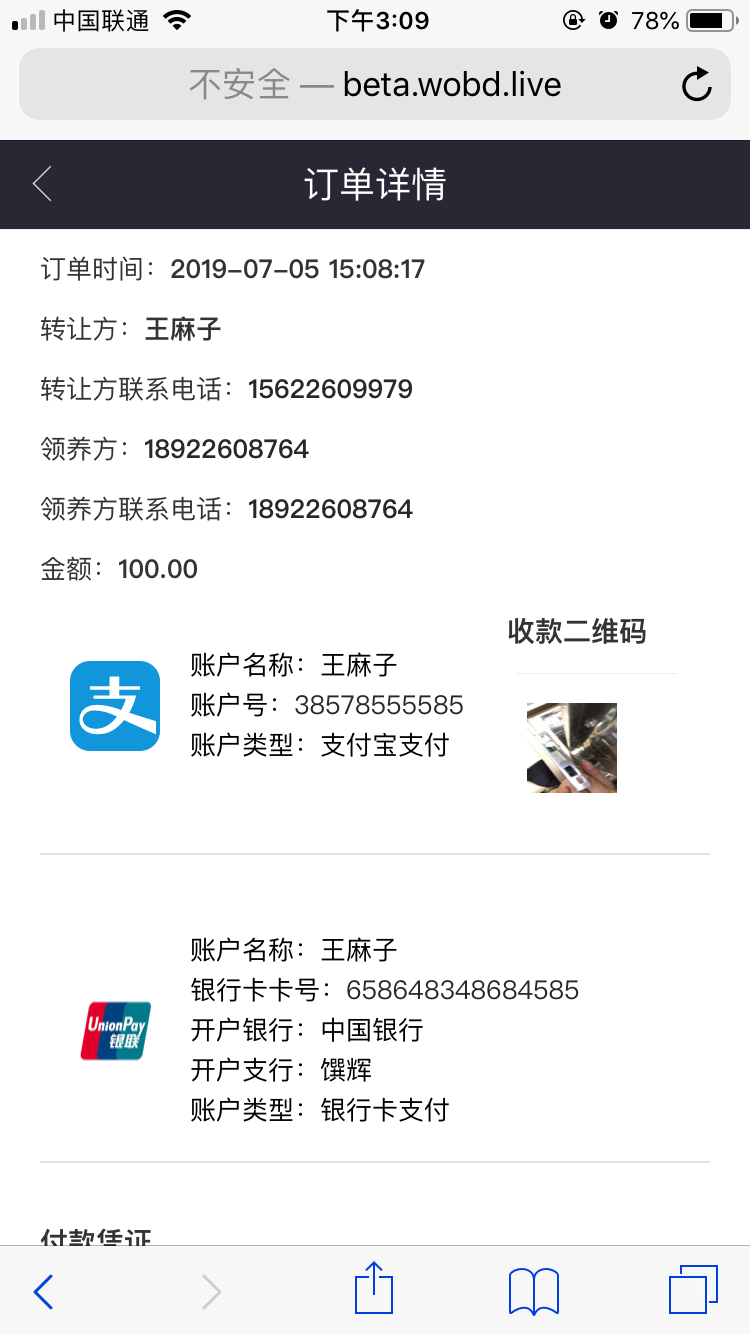 中国联通 下午3:09 78%
不安全 — beta.wobd.live
订单详情
订单时间：2019-07-05 15:08:17
转让方：王麻子
转让方联系电话：15622609979
领养方：18922608764
领养方联系电话：18922608764
金额：100.00
收款二维码
支
账户名称：王麻子
账户号：38578555585
账户类型：支付宝支付
账户名称：王麻子
银行卡卡号：658648348684585
UnionPay
银联
开户银行：中国银行
开户支行：馔辉
账户类型：银行卡支付
付款凭证